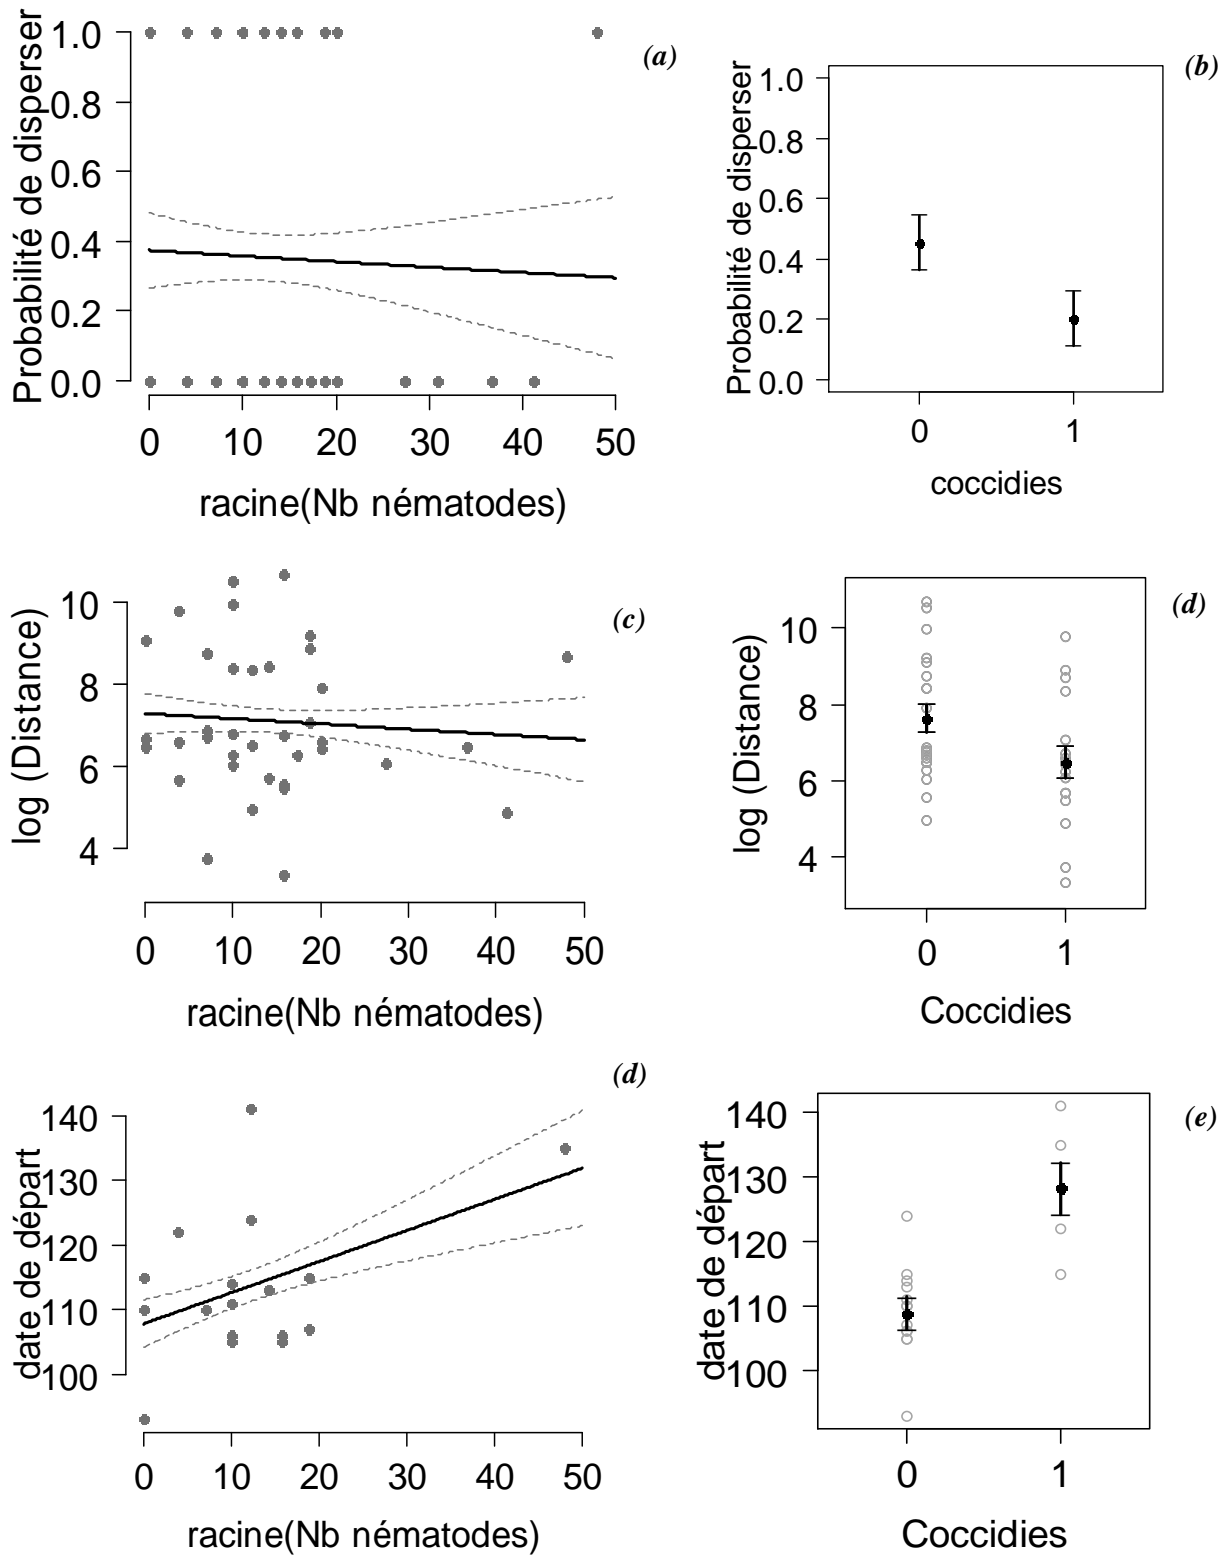 (a)
Probabilité de disperser
1.0
0.8
0.6
0.4
0.2
0.0
0 10 20 30 40 50
racine(Nb nématodes)
(b)
Probabilité de disperser
1.0
0.8
0.6
0.4
0.2
0.0
0 1
coccidies
(c)
log (Distance)
10
8
6
4
0 10 20 30 40 50
racine(Nb nématodes)
(d)
log (Distance)
10
8
6
4
0 1
Coccidies
(d)
date de départ
140
130
120
110
100
0 10 20 30 40 50
racine(Nb nématodes)
(e)
date de départ
140
130
120
110
100
0 1
Coccidies